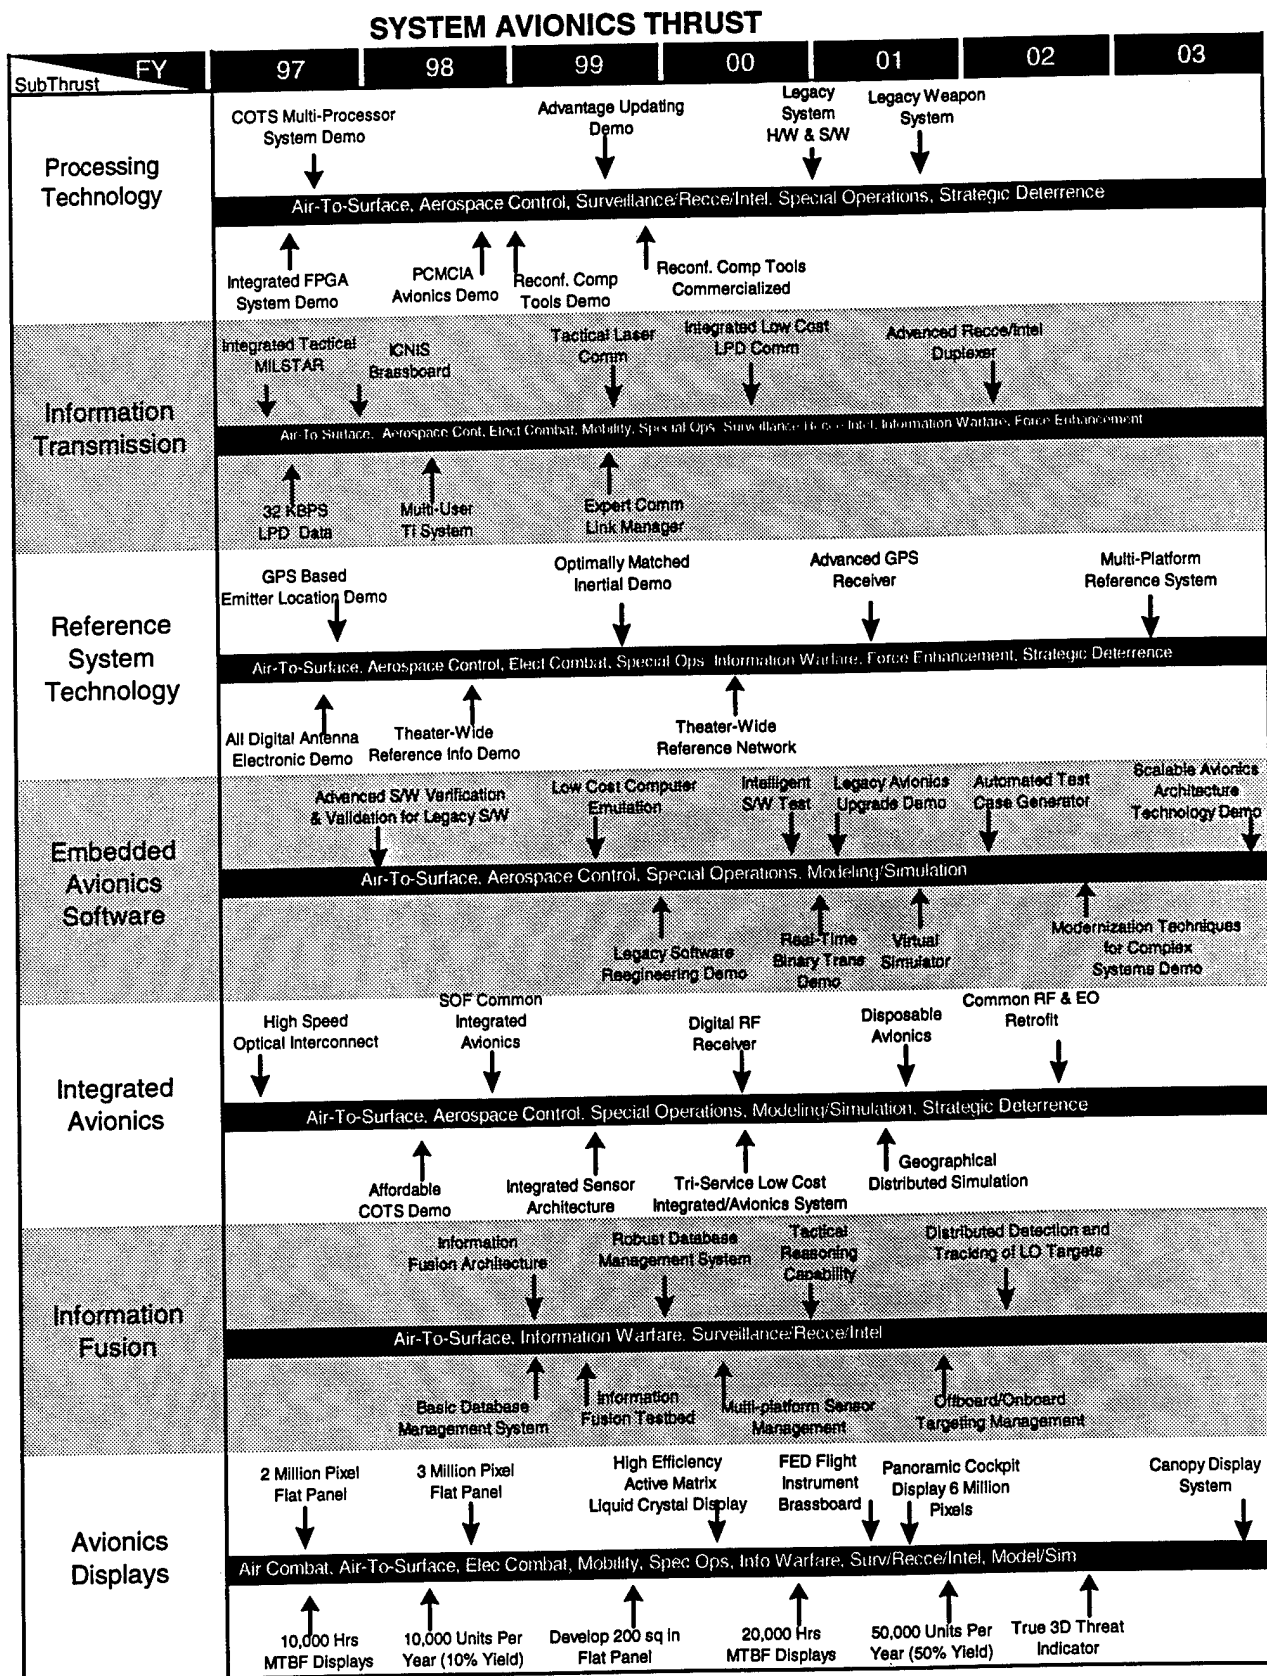 SYSTEM AVIONICS THRUST
FY
SubThrust
97 98 99 00 01 02 03
Processing
Technology
COTS Multi-Processor
System Demo
Advantage Updating
Demo
Legacy
System
H/W & S/W
Legacy Weapon
System
Air-To-Surface, Aerospace Control, Surveillance/Recce/Intel, Special Operations, Strategic Deterrence
Integrated FPGA
System Demo
PCMCIA
Avionics Demo
Reconf. Comp
Tools Demo
Reconf. Comp Tools
Commercialized
Information
Transmission
Integrated Tactical
MILSTAR
ICNIS
Brassboard
Tactical Laser
Comm
Integrated Low Cost
LPD Comm
Advanced Recce/Intel
Duplexer
Air-To Surface, Aerospace Cont, Elect Combat, Mobility, Special Ops, Surveillance Recce Intel, Information Warfare, Force Enhancement
32 KBPS
LPD Data
Multi-User
Ti System
Expert Comm
Link Manager
Reference
System
Technology
GPS Based
Emitter Location Demo
Optimally Matched
Inertial Demo
Advanced GPS
Receiver
Multi-Platform
Reference System
Air-To-Surface, Aerospace Control, Elect Combat, Special Ops Information Warfare, Force Enhancement, Strategic Deterrence
All Digital Antenna
Electronic Demo
Theater-Wide
Reference Info Demo
Theater-Wide
Reference Network
Embedded
Avionics
Software
Advanced S/W Verification
& Validation for Legacy S/W
Low Cost Computer
Emulation
Intelligent
S/W Test
Legacy Avionics
Upgrade Demo
Automated Test
Case Generator
Scalable Avionics
Architecture
Technology Demo
Air-To-Surface, Aerospace Control, Special Operations, Modeling/Simulation
Legacy Software
Reegineering Demo
Real-Time
Binary Trans
Demo
Virtual
Simulator
Modernization Techniques
for Complex
Systems Demo
Integrated
Avionics
High Speed
Optical Interconnect
SOF Common
Integrated
Avionics
Digital RF
Receiver
Disposable
Avionics
Common RF & EO
Retrofit
Air-To-Surface, Aerospace Control, Special Operations, Modeling/Simulation, Strategic Deterrence
Affordable
COTS Demo
Integrated Sensor
Architecture
Tri-Service Low Cost
Integrated/Avionics System
Geographical
Distributed Simulation
Information
Fusion
Information
Fusion Architecture
Robust Database
Management System
Tactical
Reasoning
Capability
Distributed Detection and
Tracking of LO Targets
Air-To-Surface, Information Warfare, Surveillance/Recce/Intel
Basic Database
Management System
Information
Fusion Testbed
Multi-platform Sensor
Management
Offboard/Onboard
Targeting Management
Avionics
Displays
2 Million Pixel
Flat Panel
3 Million Pixel
Flat Panel
High Efficiency
Active Matrix
Liquid Crystal Display
FED Flight
Instrument
Brassboard
Panoramic Cockpit
Display 6 Million
Pixels
Canopy Display
System
Air Combat, Air-To-Surface, Elec Combat, Mobility, Spec Ops, Info Warfare, Surv/Recce/Intel, Model/Sim
10,000 Hrs
MTBF Displays
10,000 Units Per
Year (10% Yield)
Develop 200 sq in
Flat Panel
20,000 Hrs
MTBF Displays
50,000 Units Per
Year (50% Yield)
True 3D Threat
Indicator